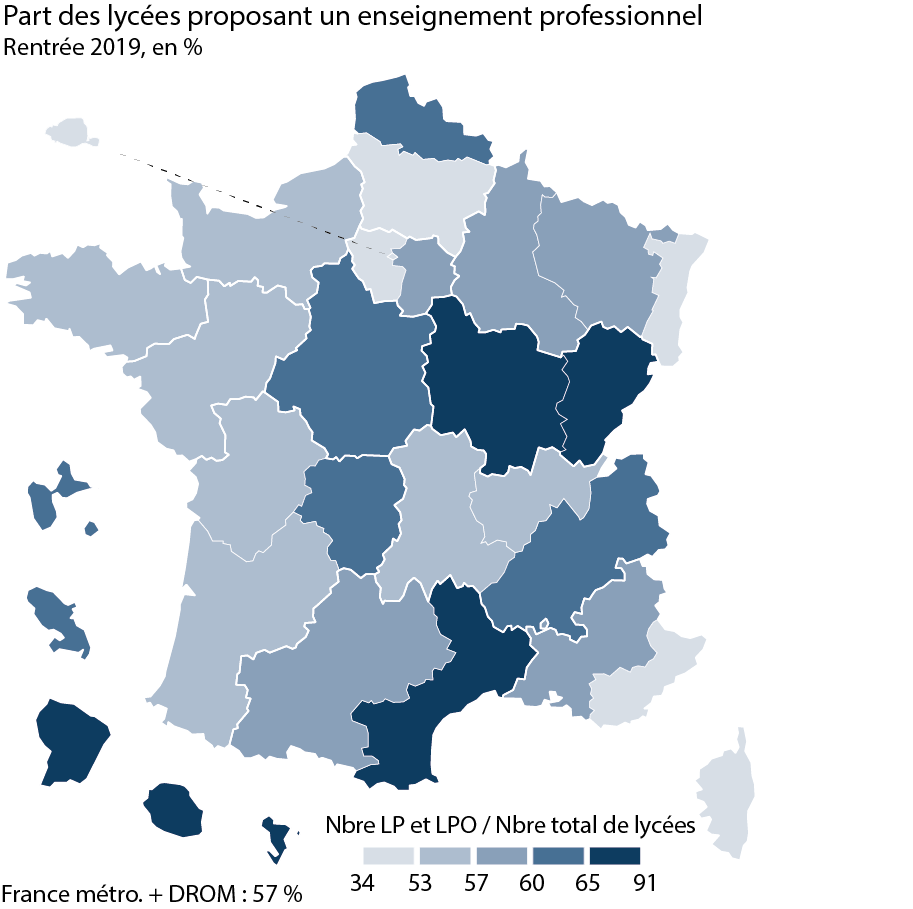 Part des lycées proposant un enseignement professionnel
Rentrée 2019, en %
Nbre LP et LPO / Nbre total de lycées
34 53 57 60 65 91
France métro. + DROM : 57 %